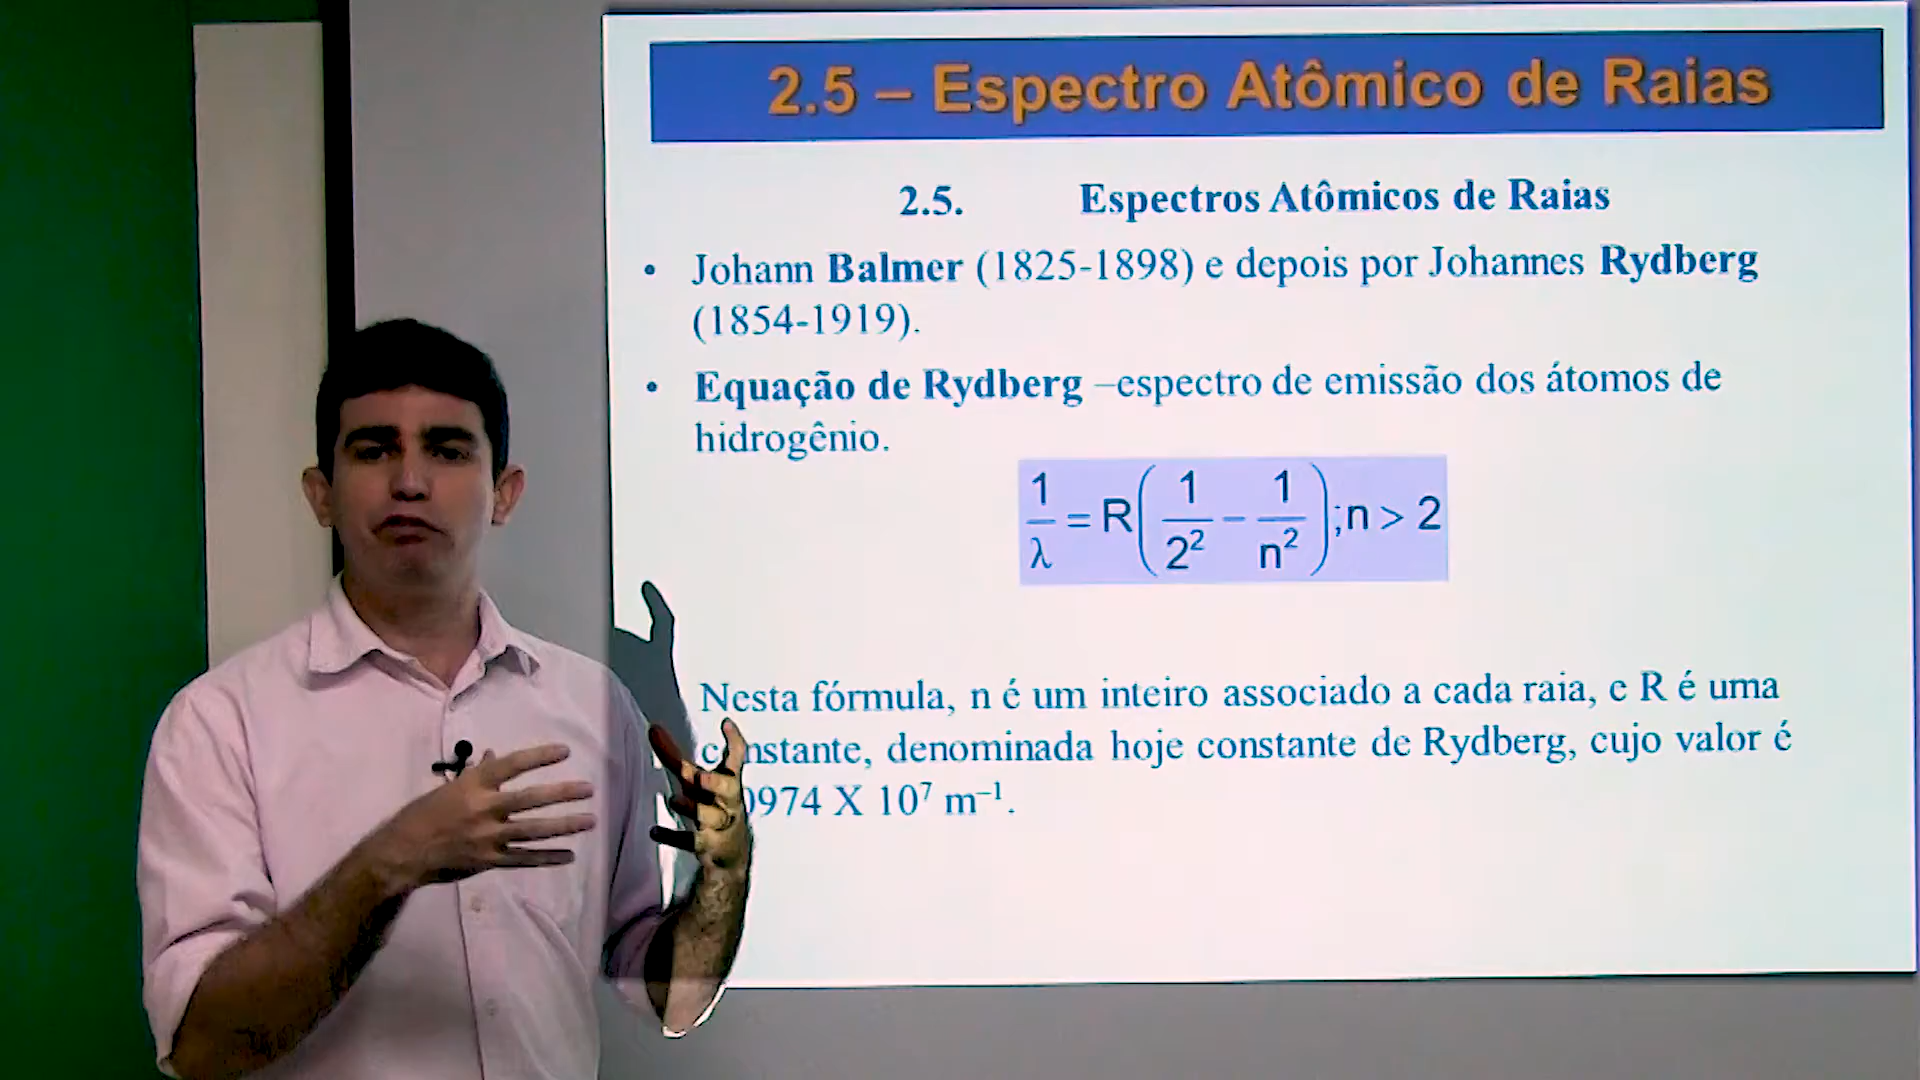 2.5 – Espectro Atômico de Raias
2.5. Espectros Atômicos de Raias
• Johann Balmer (1825-1898) e depois por Johannes Rydberg
(1854-1919).
• Equação de Rydberg –espectro de emissão dos átomos de
hidrogênio.
1/λ = R(1/2² − 1/n²);n > 2
Nesta fórmula, n é um inteiro associado a cada raia, e R é uma
constante, denominada hoje constante de Rydberg, cujo valor é
0974 X 10⁷ m⁻¹.